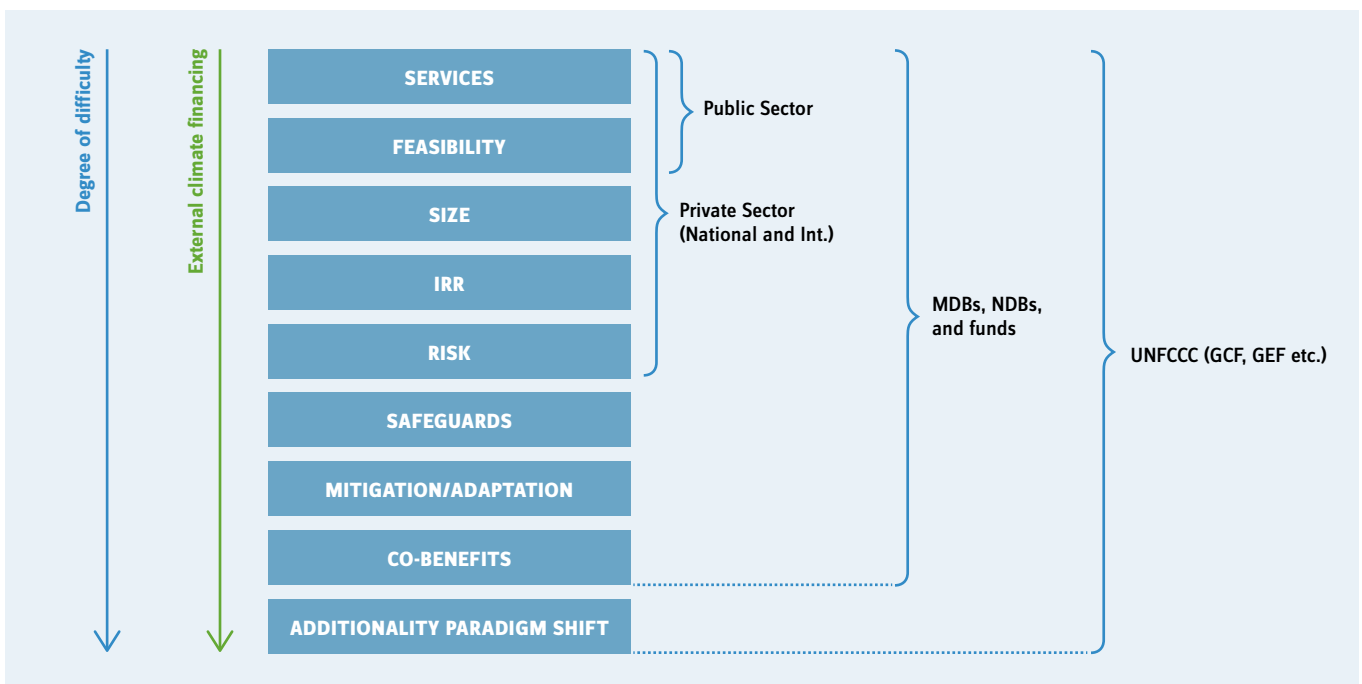 Degree of difficulty
External climate financing
SERVICES
FEASIBILITY
SIZE
IRR
RISK
SAFEGUARDS
MITIGATION/ADAPTATION
CO-BENEFITS
ADDITIONALITY PARADIGM SHIFT
Public Sector
Private Sector
(National and Int.)
MDBs, NDBs,
and funds
UNFCCC (GCF, GEF etc.)